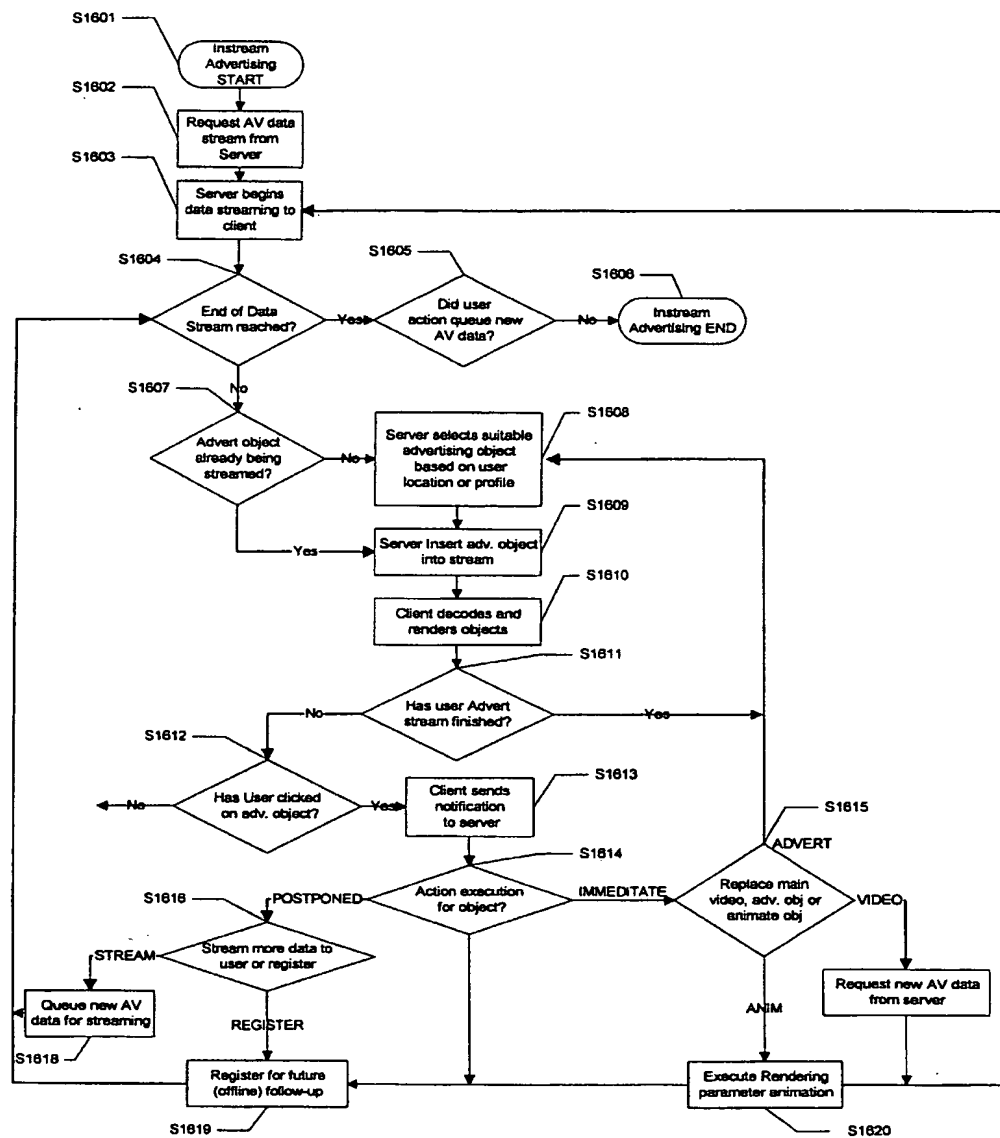 S1601
Instream
Advertising
START
S1602
Request AV data
stream from
Server
S1603
Server begins
data streaming to
client
S1604
End of Data
Stream reached?
Yes
S1605
Did user
action queue new
AV data?
No
S1606
Instream
Advertising END
No
S1607
Advert object
already being
streamed?
No
S1608
Server selects suitable
advertising object
based on user
location or profile
Yes
S1609
Server Insert adv. object
into stream
S1610
Client decodes and
renders objects
S1611
Has user Advert
stream finished?
No
Yes
S1612
Has User clicked
on adv. object?
No
Yes
S1613
Client sends
notification
to server
S1614
Action execution
for object?
POSTPONED
IMMEDITATE
S1615
ADVERT
Replace main
video, adv. obj or
animate obj
VIDEO
S1616
Stream more data to
user or register
STREAM
Queue new AV
data for streaming
S1618
REGISTER
Request new AV data
from server
ANIM
Register for future
(offline) follow-up
S1619
Execute Rendering
parameter animation
S1620